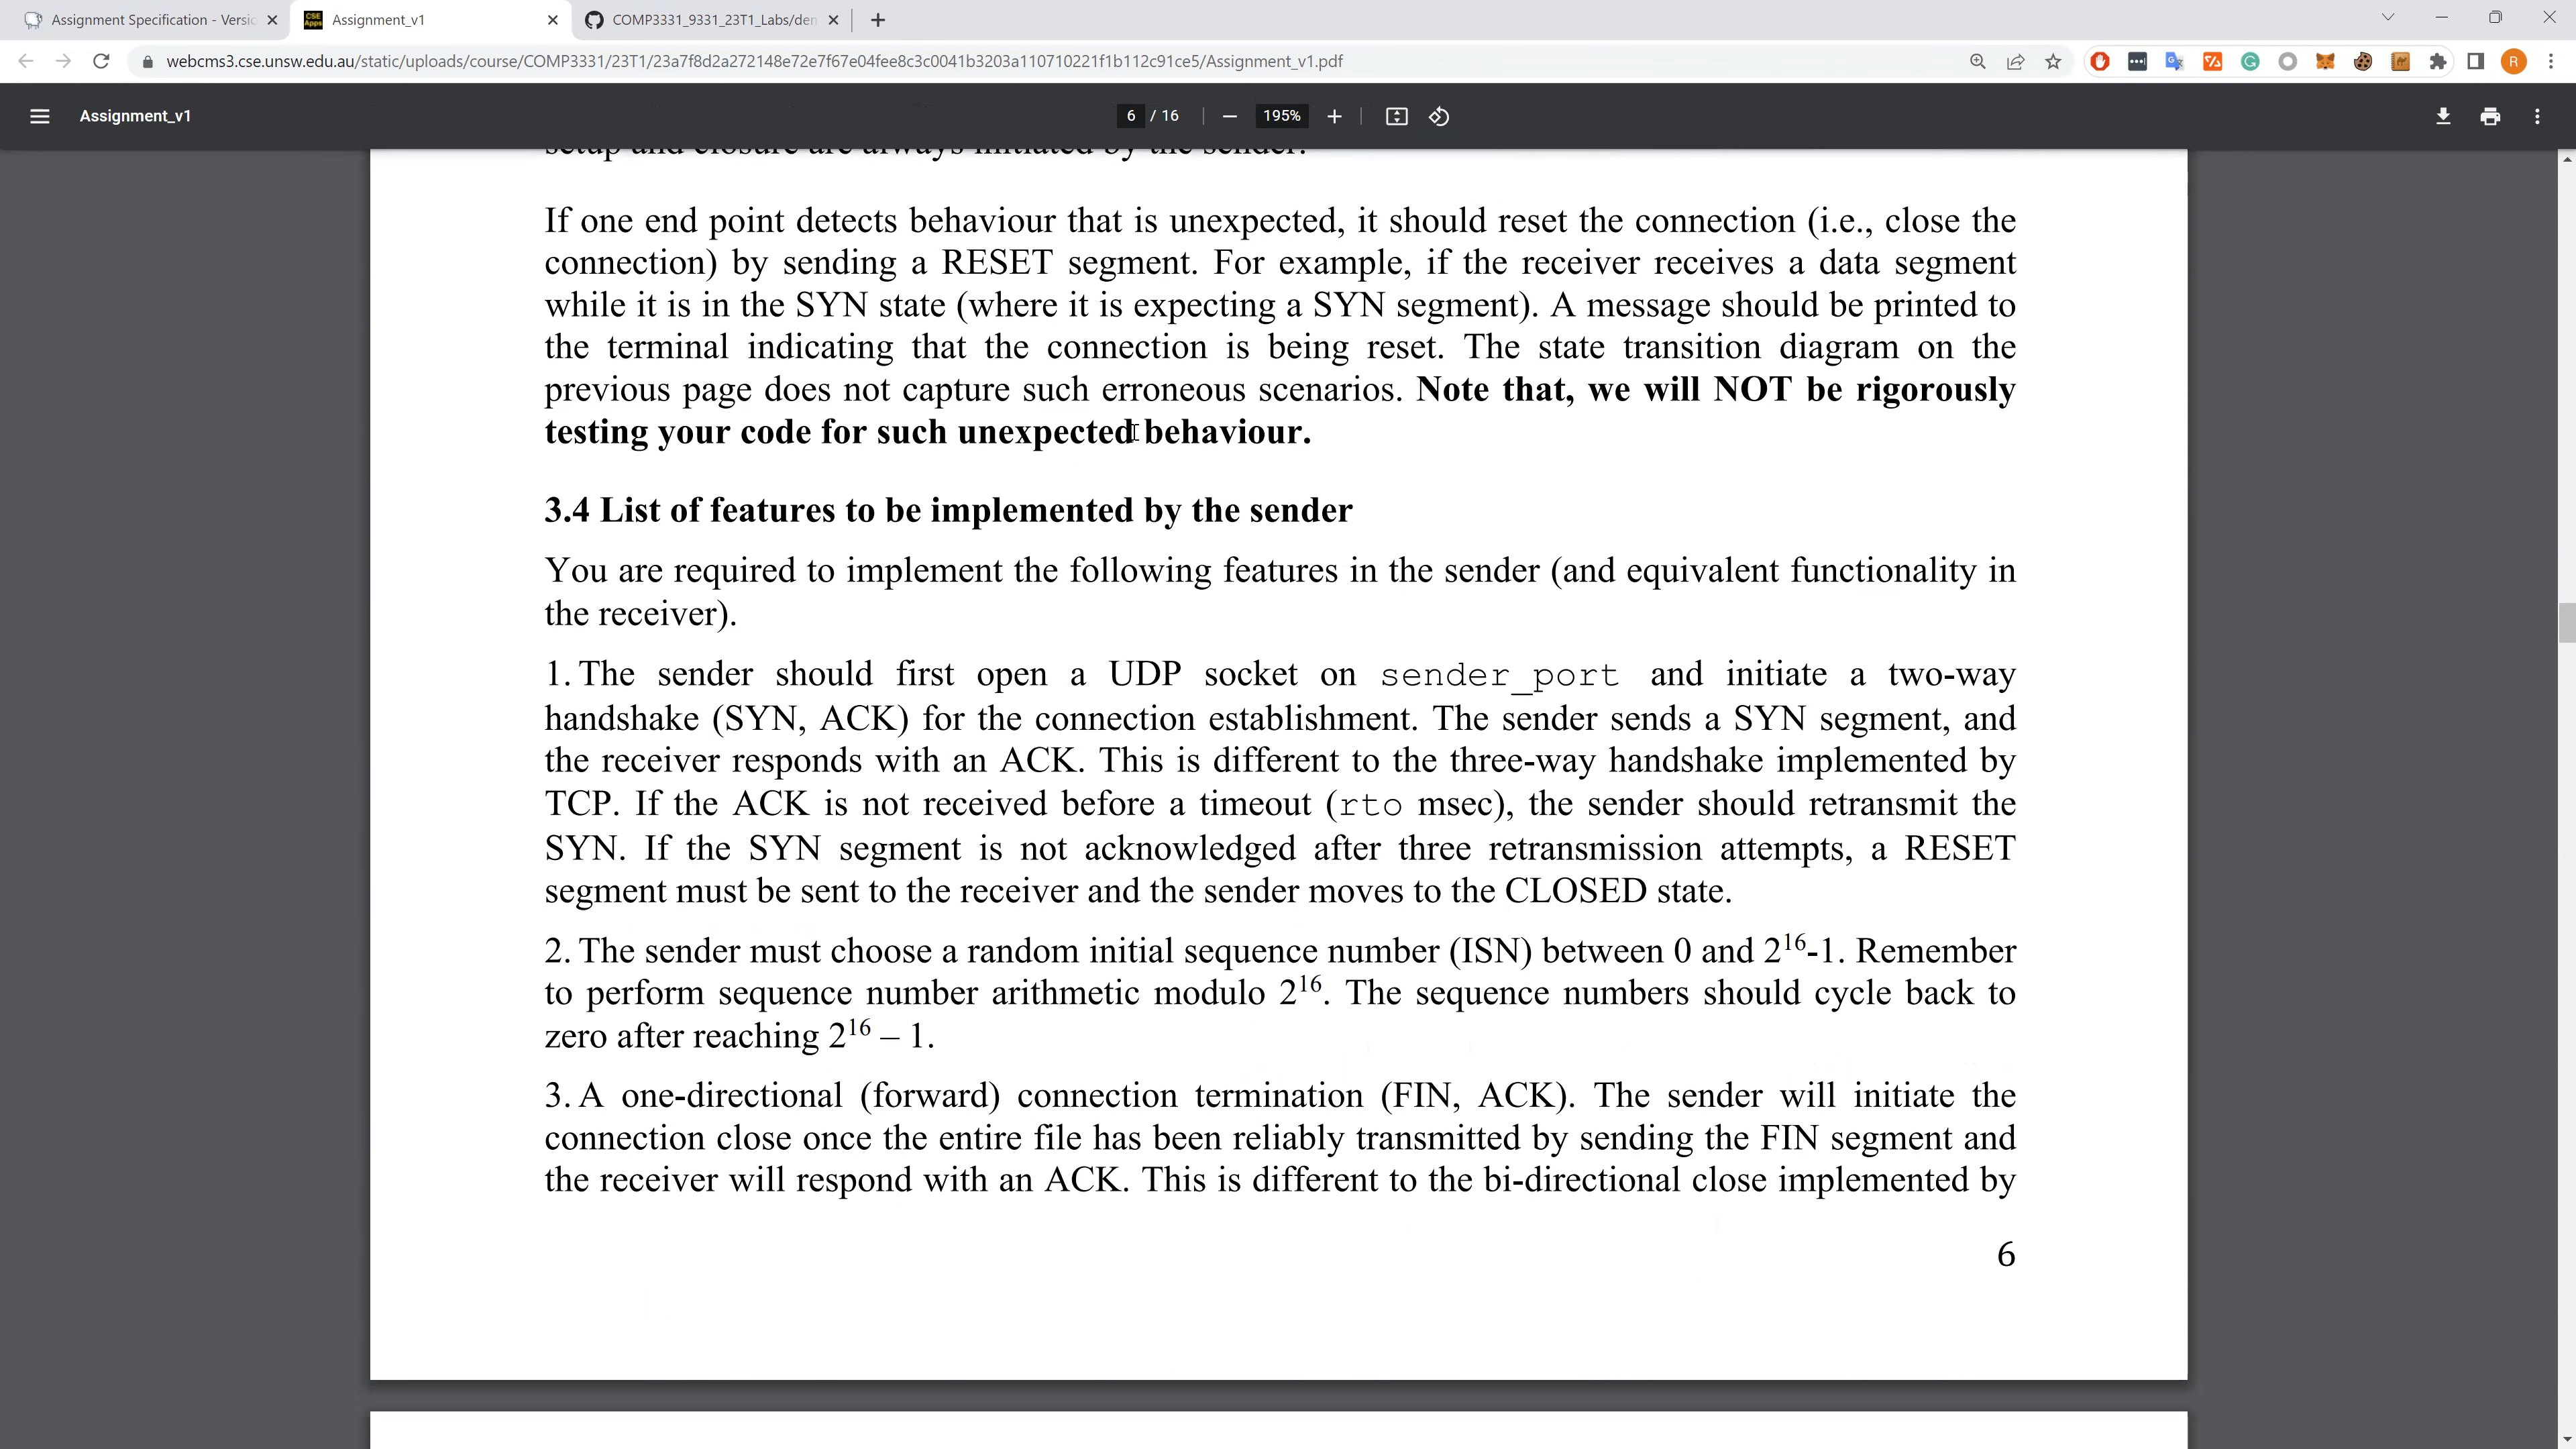 Assignment Specification - Versio
CSE Apps
Assignment_v1
COMP3331_9331_23T1_Labs/den
webcms3.cse.unsw.edu.au/static/uploads/course/COMP3331/23T1/23a7f8d2a272148e72e7f67e04fee8c3c0041b3203a110710221f1b112c91ce5/Assignment_v1.pdf
R
Assignment_v1
6 / 16
195%
setup and closure are always initiated by the sender.
If one end point detects behaviour that is unexpected, it should reset the connection (i.e., close the
connection) by sending a RESET segment. For example, if the receiver receives a data segment
while it is in the SYN state (where it is expecting a SYN segment). A message should be printed to
the terminal indicating that the connection is being reset. The state transition diagram on the
previous page does not capture such erroneous scenarios. Note that, we will NOT be rigorously
testing your code for such unexpected behaviour.
3.4 List of features to be implemented by the sender
You are required to implement the following features in the sender (and equivalent functionality in
the receiver).
1. The sender should first open a UDP socket on sender_port and initiate a two-way
handshake (SYN, ACK) for the connection establishment. The sender sends a SYN segment, and
the receiver responds with an ACK. This is different to the three-way handshake implemented by
TCP. If the ACK is not received before a timeout (rto msec), the sender should retransmit the
SYN. If the SYN segment is not acknowledged after three retransmission attempts, a RESET
segment must be sent to the receiver and the sender moves to the CLOSED state.
2. The sender must choose a random initial sequence number (ISN) between 0 and 2¹⁶-1. Remember
to perform sequence number arithmetic modulo 2¹⁶. The sequence numbers should cycle back to
zero after reaching 2¹⁶ – 1.
3. A one-directional (forward) connection termination (FIN, ACK). The sender will initiate the
connection close once the entire file has been reliably transmitted by sending the FIN segment and
the receiver will respond with an ACK. This is different to the bi-directional close implemented by
6